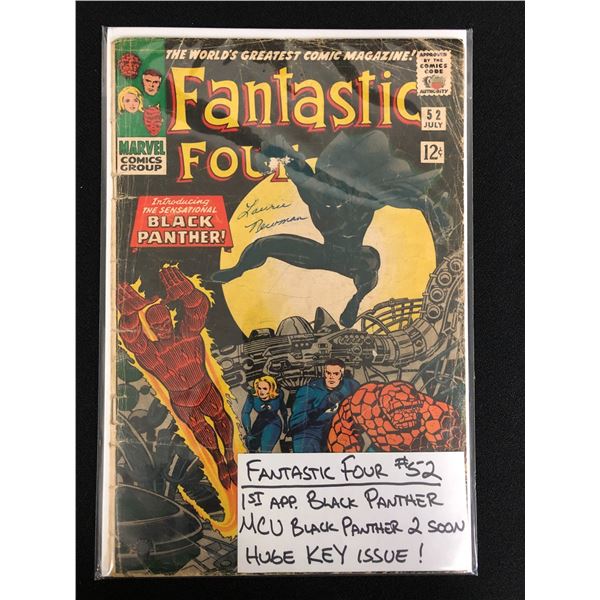 THE WORLD'S GREATEST COMIC MAGAZINE!
APPROVED
BY THE
COMICS
CODE
AUTHORITY
Fantastic
FOUR
52
JULY
12¢
MARVEL
COMICS
GROUP
Introducing
THE SENSATIONAL
BLACK
PANTHER!
Laurie
Newman
FANTASTIC FOUR #52
1ST APP. BLACK PANTHER
MCU BLACK PANTHER 2 SOON
HUGE KEY ISSUE!